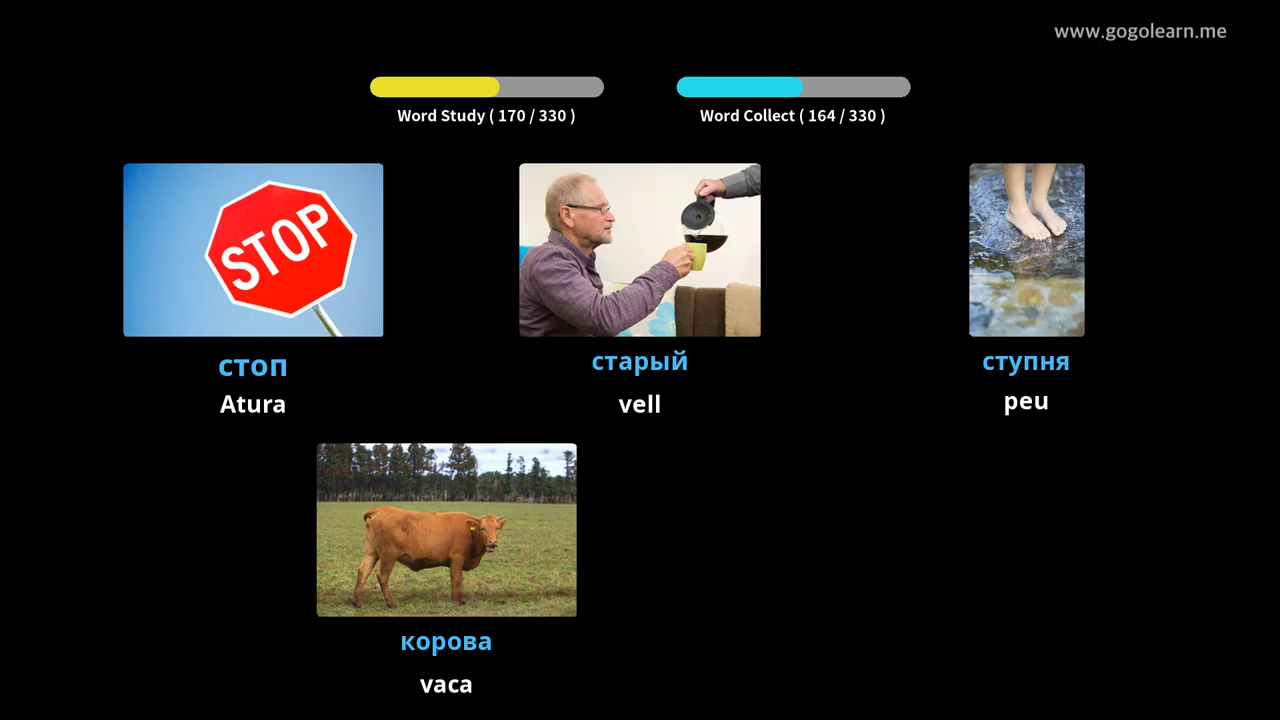 www.gogolearn.me
Word Study ( 170 / 330 )
Word Collect ( 164 / 330 )
STOP
стоп
Atura
старый
vell
ступня
peu
корова
vaca